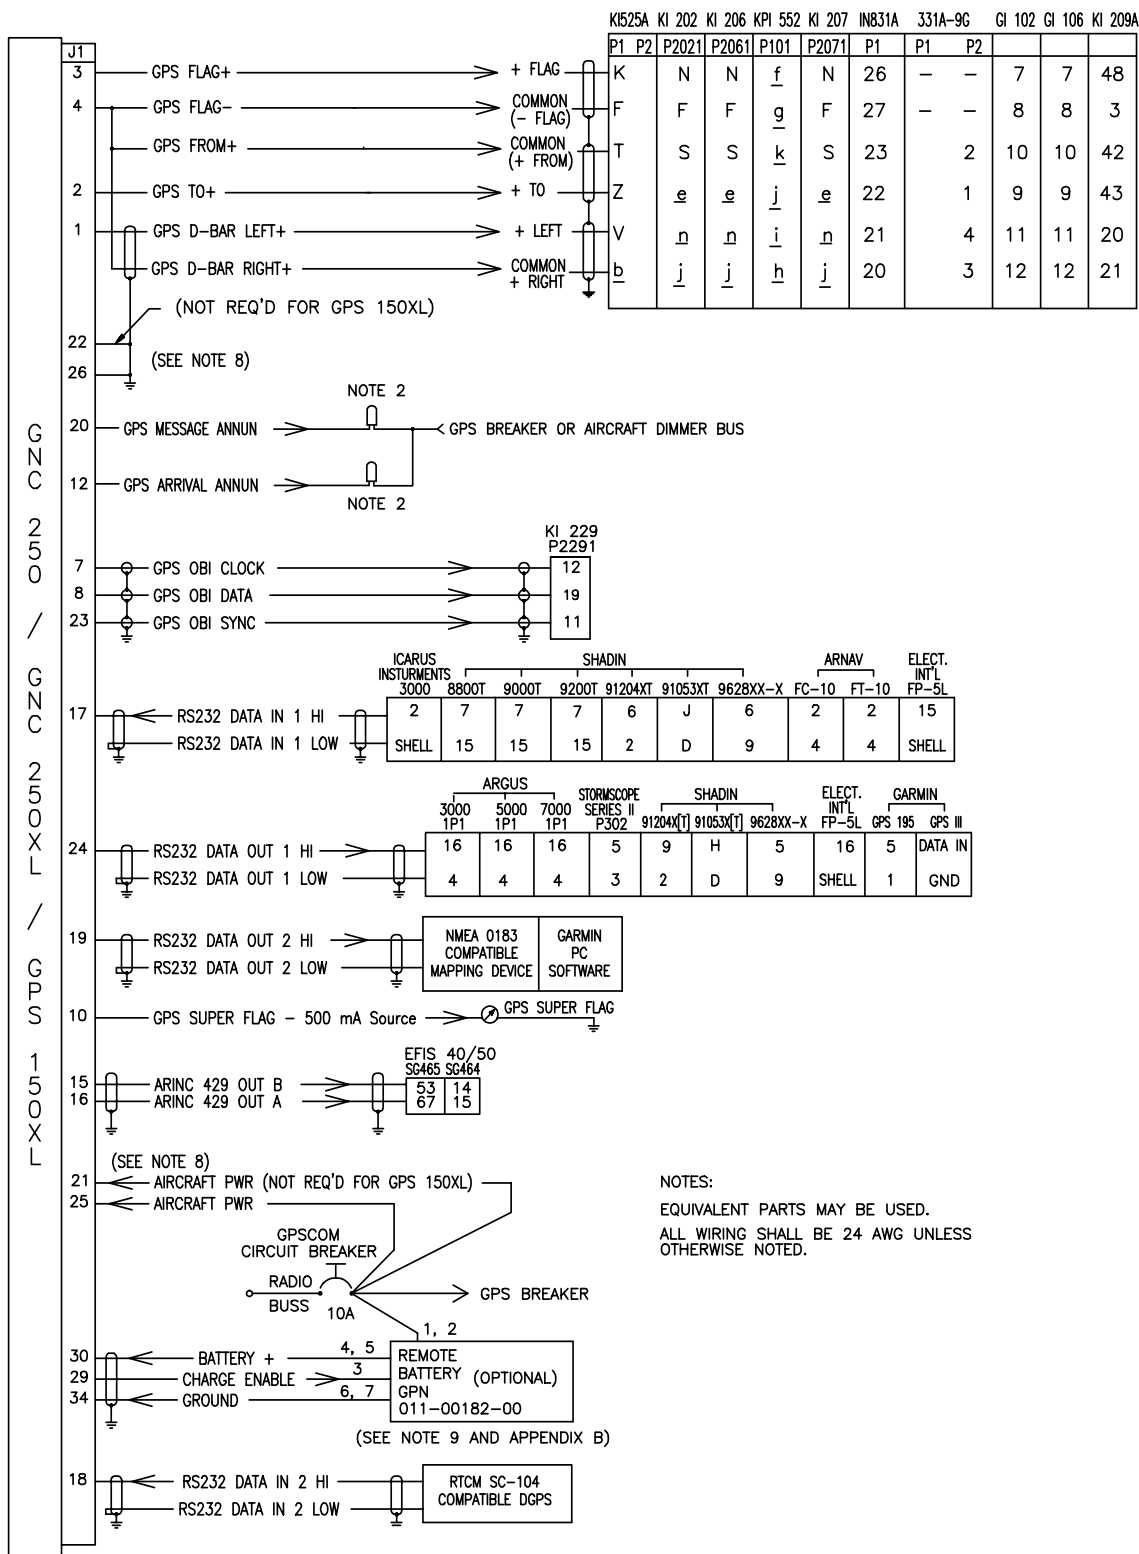 KI525A KI 202 KI 206 KPI 552 KI 207 IN831A 331A-9G GI 102 GI 106 KI 209A
J1 P1 P2 P2021 P2061 P101 P2071 P1 P1 P2
3 GPS FLAG+ + FLAG K N N f N 26 – – 7 7 48
4 GPS FLAG- COMMON (- FLAG) F F F g F 27 – – 8 8 3
GPS FROM+ COMMON (+ FROM) T S S k S 23 2 10 10 42
2 GPS TO+ + TO Z e e j e 22 1 9 9 43
1 GPS D-BAR LEFT+ + LEFT V n n i n 21 4 11 11 20
GPS D-BAR RIGHT+ COMMON + RIGHT b j j h j 20 3 12 12 21
(NOT REQ'D FOR GPS 150XL)
22
(SEE NOTE 8)
26
NOTE 2
20 GPS MESSAGE ANNUN GPS BREAKER OR AIRCRAFT DIMMER BUS
12 GPS ARRIVAL ANNUN
NOTE 2
KI 229
P2291
7 GPS OBI CLOCK 12
8 GPS OBI DATA 19
23 GPS OBI SYNC 11
ICARUS INSTURMENTS SHADIN ARNAV ELECT. INT'L
3000 8800T 9000T 9200T 91204XT 91053XT 9628XX-X FC-10 FT-10 FP-5L
17 RS232 DATA IN 1 HI 2 7 7 7 6 J 6 2 2 15
RS232 DATA IN 1 LOW SHELL 15 15 15 2 D 9 4 4 SHELL
ARGUS STORMSCOPE SERIES II SHADIN ELECT. INT'L GARMIN
3000 5000 7000
1P1 1P1 1P1 P302 91204X[T] 91053X[T] 9628XX-X FP-5L GPS 195 GPS III
24 RS232 DATA OUT 1 HI 16 16 16 5 9 H 5 16 5 DATA IN
RS232 DATA OUT 1 LOW 4 4 4 3 2 D 9 SHELL 1 GND
19 RS232 DATA OUT 2 HI NMEA 0183 GARMIN
COMPATIBLE PC
RS232 DATA OUT 2 LOW MAPPING DEVICE SOFTWARE
10 GPS SUPER FLAG - 500 mA Source GPS SUPER FLAG
EFIS 40/50
SG465 SG464
15 ARINC 429 OUT B 53 14
16 ARINC 429 OUT A 67 15
(SEE NOTE 8)
21 AIRCRAFT PWR (NOT REQ'D FOR GPS 150XL)
25 AIRCRAFT PWR
GPSCOM
CIRCUIT BREAKER
RADIO
BUSS
10A
GPS BREAKER
NOTES:
EQUIVALENT PARTS MAY BE USED.
ALL WIRING SHALL BE 24 AWG UNLESS
OTHERWISE NOTED.
1, 2
30 BATTERY + 4, 5 REMOTE
29 CHARGE ENABLE 3 BATTERY (OPTIONAL)
34 GROUND 6, 7 GPN
011-00182-00
(SEE NOTE 9 AND APPENDIX B)
18 RS232 DATA IN 2 HI RTCM SC-104
COMPATIBLE DGPS
RS232 DATA IN 2 LOW
GNC 250 / GNC 250XL / GPS 150XL